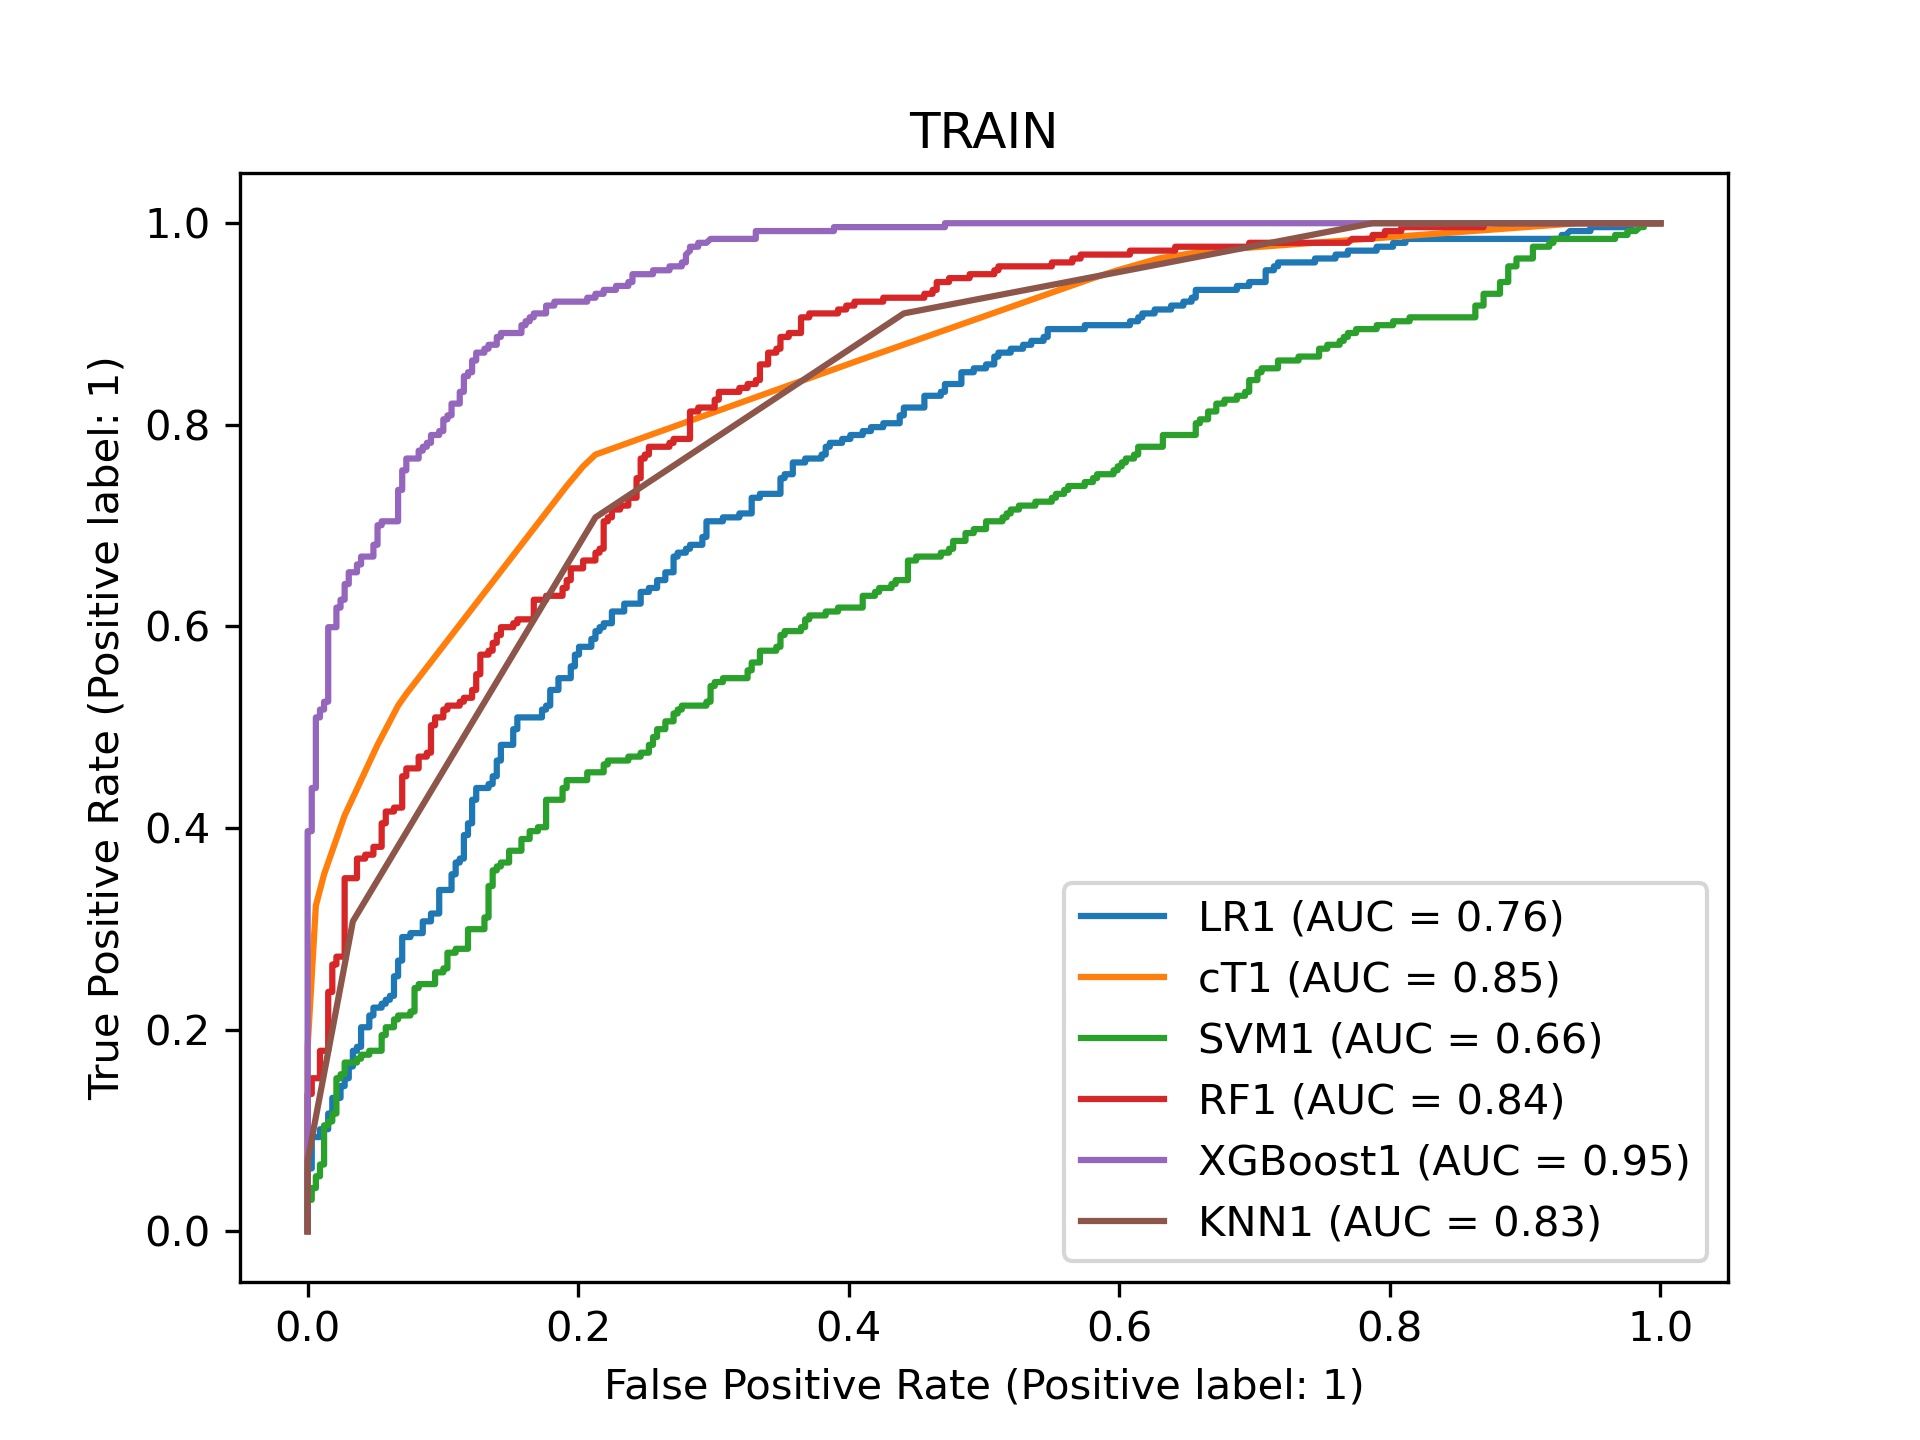 TRAIN
True Positive Rate (Positive label: 1)
1.0
0.8
0.6
0.4
0.2
0.0
LR1 (AUC = 0.76)
cT1 (AUC = 0.85)
SVM1 (AUC = 0.66)
RF1 (AUC = 0.84)
XGBoost1 (AUC = 0.95)
KNN1 (AUC = 0.83)
0.0 0.2 0.4 0.6 0.8 1.0
False Positive Rate (Positive label: 1)